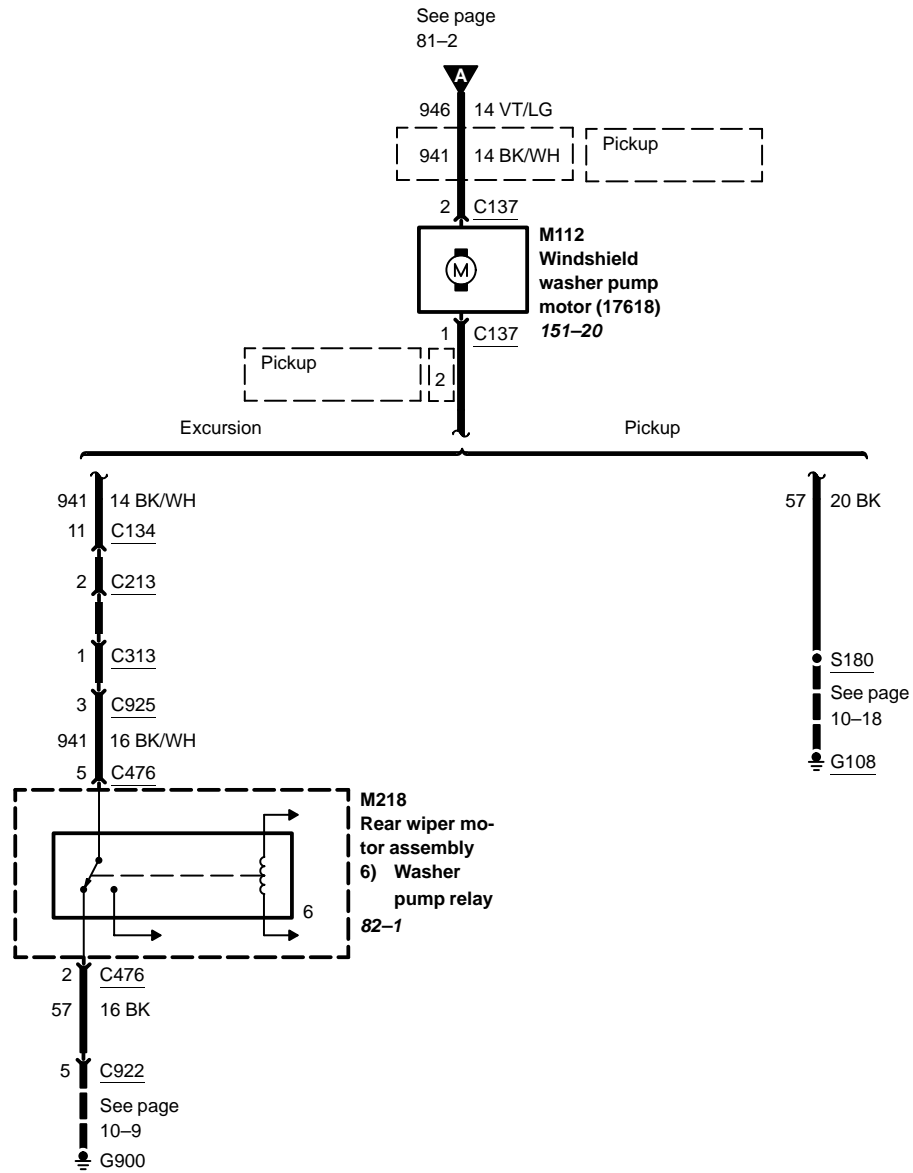 See page
81–2
A
946 14 VT/LG
941 14 BK/WH
Pickup
2 C137
M112
Windshield
washer pump
motor (17618)
151–20
M
1 C137
Pickup
2
Excursion
Pickup
941 14 BK/WH
57 20 BK
11 C134
2 C213
1 C313
3 C925
941 16 BK/WH
5 C476
S180
See page
10–18
G108
M218
Rear wiper mo-
tor assembly
6) Washer
pump relay
82–1
6
2 C476
57 16 BK
5 C922
See page
10–9
G900